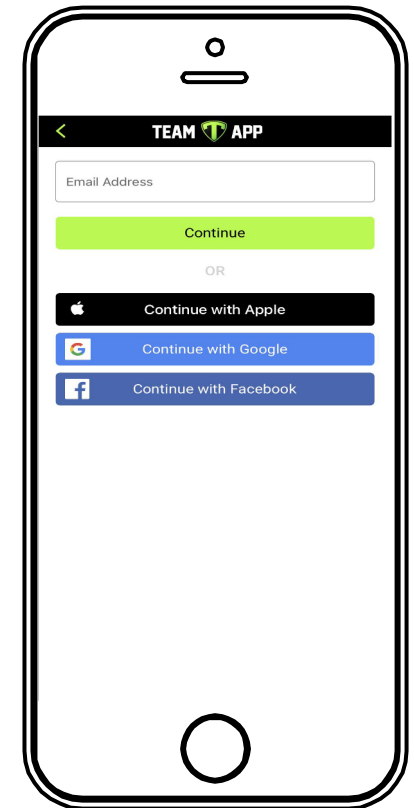 TEAM APP
Email Address
Continue
OR
Continue with Apple
Continue with Google
Continue with Facebook